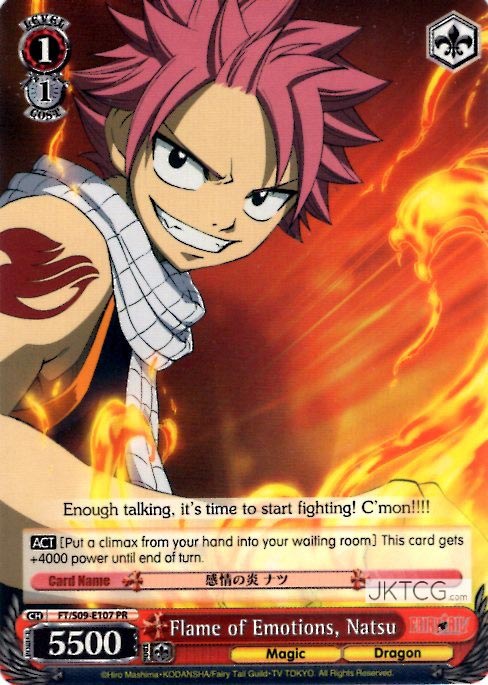 LEVEL
1
1
COST
Enough talking, it's time to start fighting! C'mon!!!!
ACT [Put a climax from your hand into your waiting room] This card gets
+4000 power until end of turn.
Card Name 感情の炎 ナツ
JKTCG.com
CH FT/S09-E107 PR
POWER 5500
Flame of Emotions, Natsu
FAIRY TAIL
Magic Dragon
©Hiro Mashima•KODANSHA/Fairy Tail Guild•TV TOKYO. All Rights Reserved.